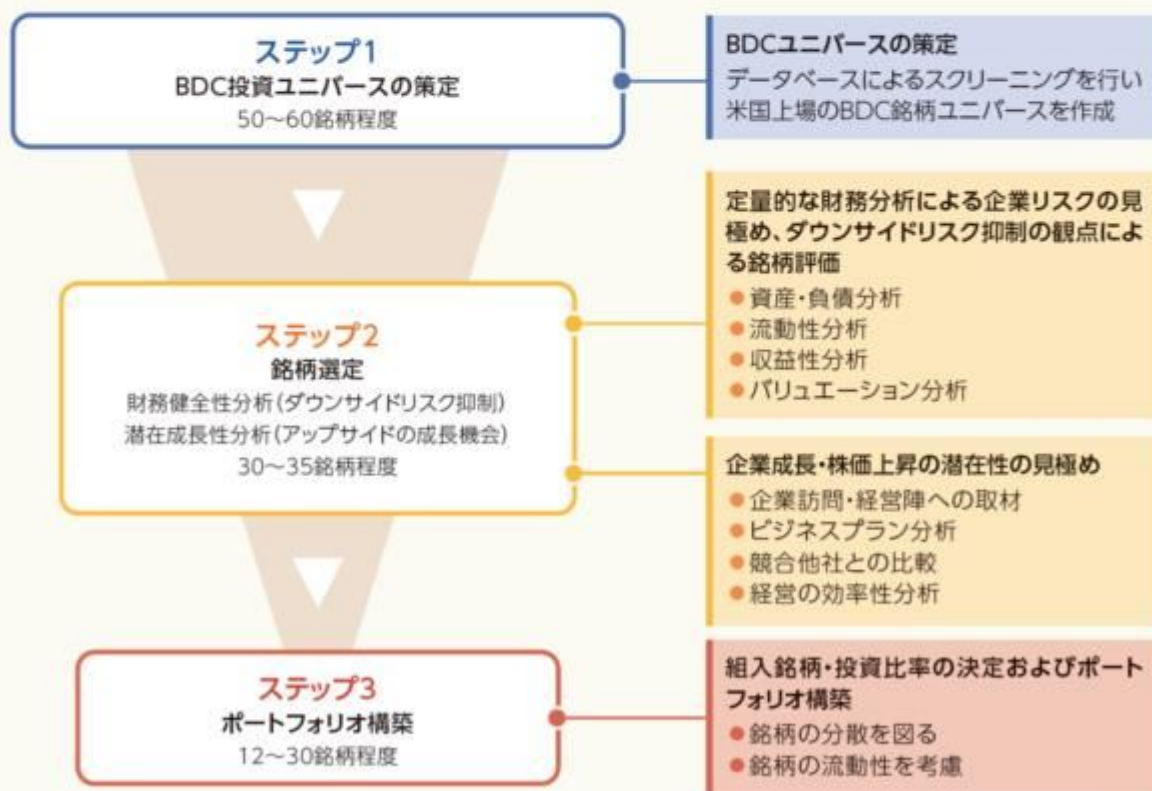 ステップ1
BDC投資ユニバースの策定
50〜60銘柄程度
BDCユニバースの策定
データベースによるスクリーニングを行い
米国上場のBDC銘柄ユニバースを作成
ステップ2
銘柄選定
財務健全性分析(ダウンサイドリスク抑制)
潜在成長性分析(アップサイドの成長機会)
30〜35銘柄程度
定量的な財務分析による企業リスクの見
極め、ダウンサイドリスク抑制の観点によ
る銘柄評価
●資産・負債分析
●流動性分析
●収益性分析
●バリュエーション分析
企業成長・株価上昇の潜在性の見極め
●企業訪問・経営陣への取材
●ビジネスプラン分析
●競合他社との比較
●経営の効率性分析
ステップ3
ポートフォリオ構築
12〜30銘柄程度
組入銘柄・投資比率の決定およびポート
フォリオ構築
●銘柄の分散を図る
●銘柄の流動性を考慮